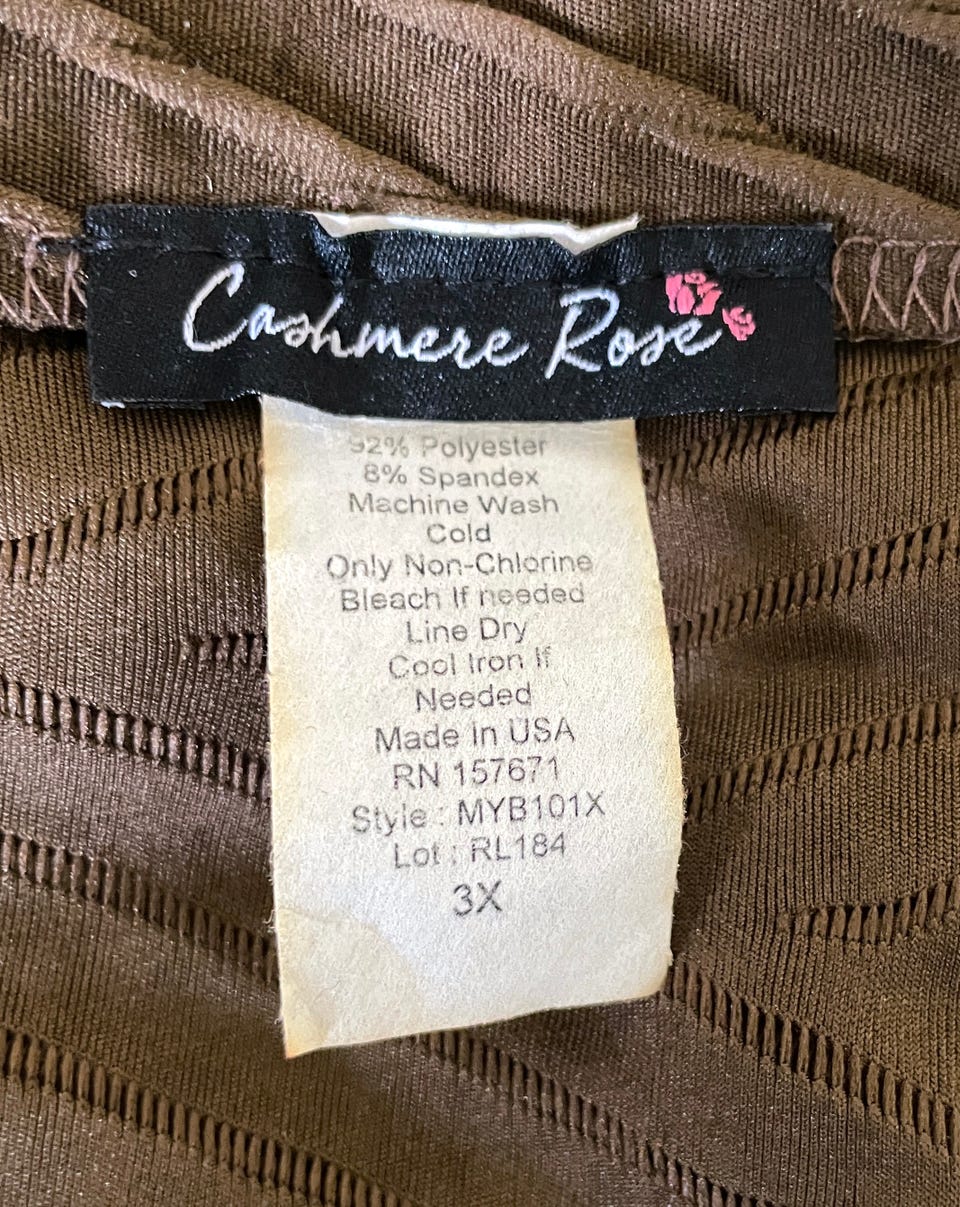 Cashmere Rose
92% Polyester
8% Spandex
Machine Wash
Cold
Only Non-Chlorine
Bleach If needed
Line Dry
Cool Iron If
Needed
Made In USA
RN 157671
Style : MYB101X
Lot : RL184
3X